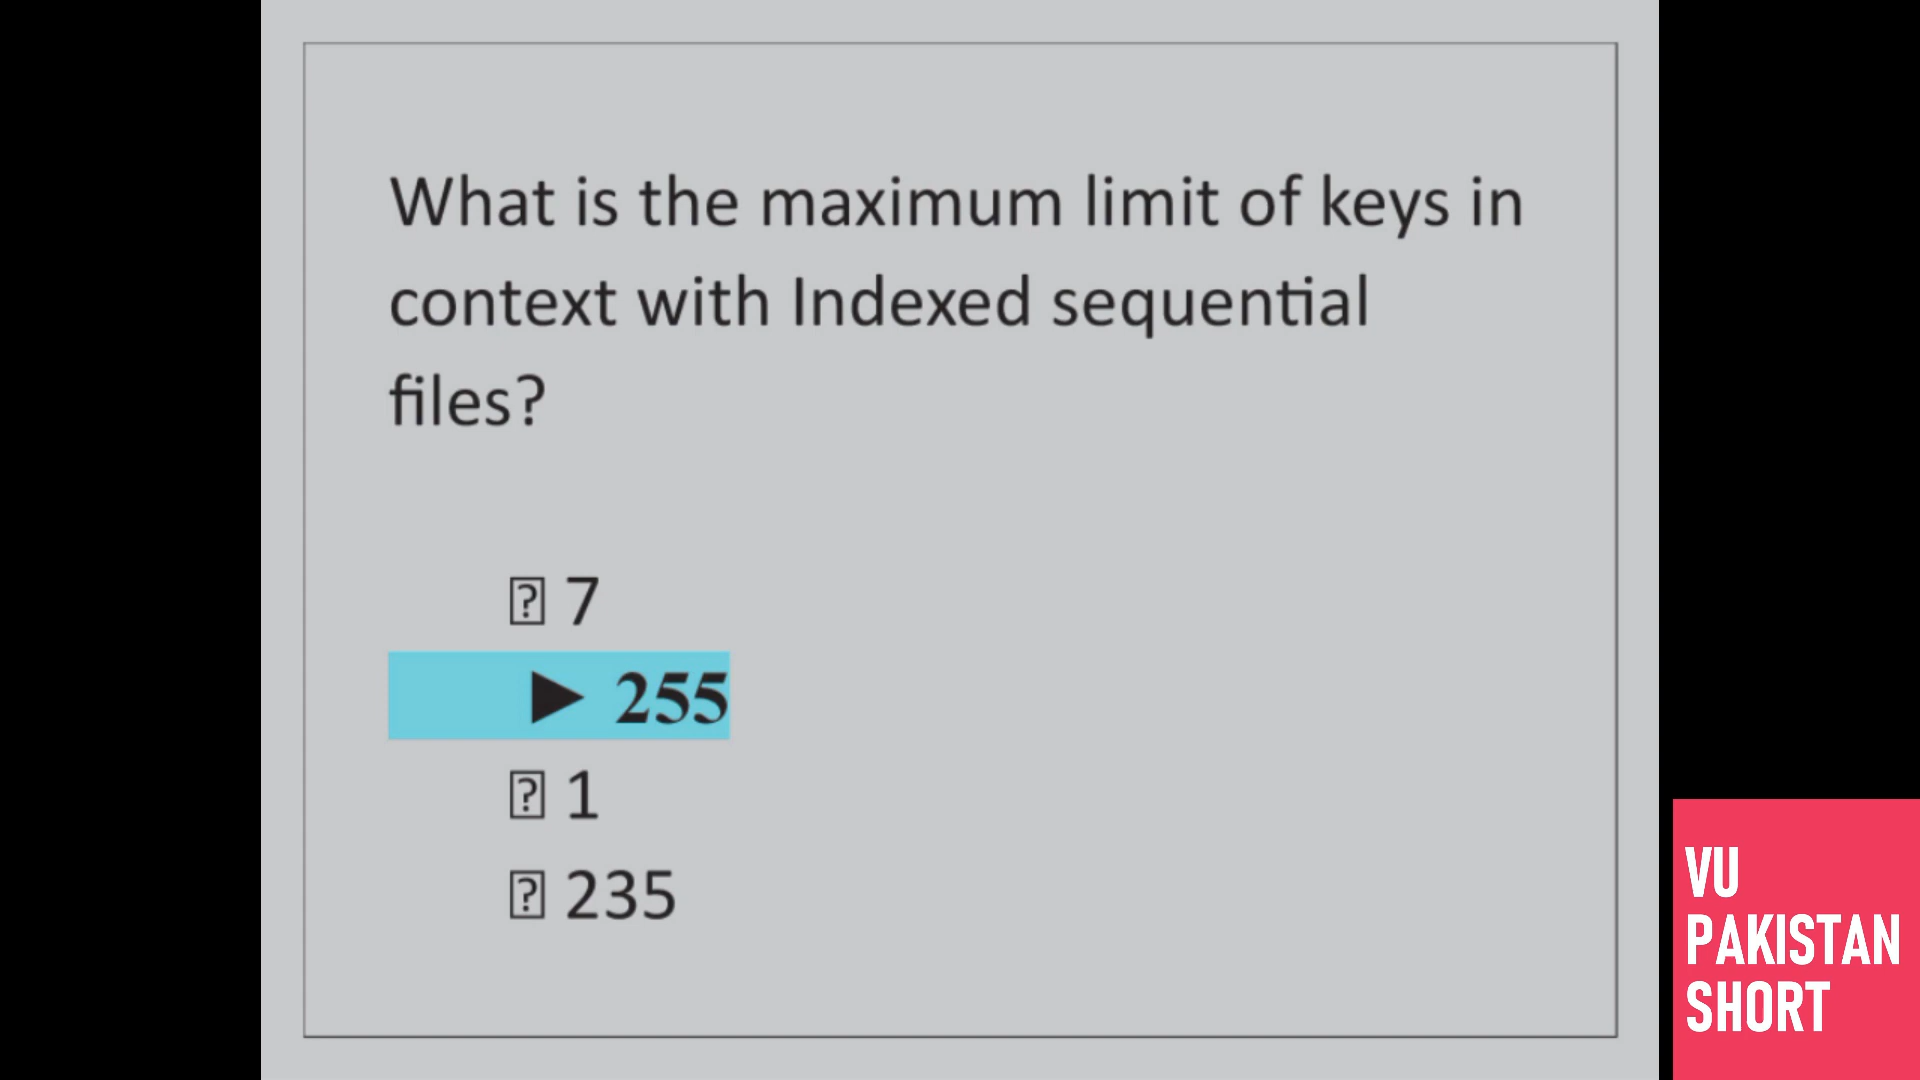 What is the maximum limit of keys in
context with Indexed sequential
files?
⍰ 7
► 255
⍰ 1
⍰ 235
VU
PAKISTAN
SHORT